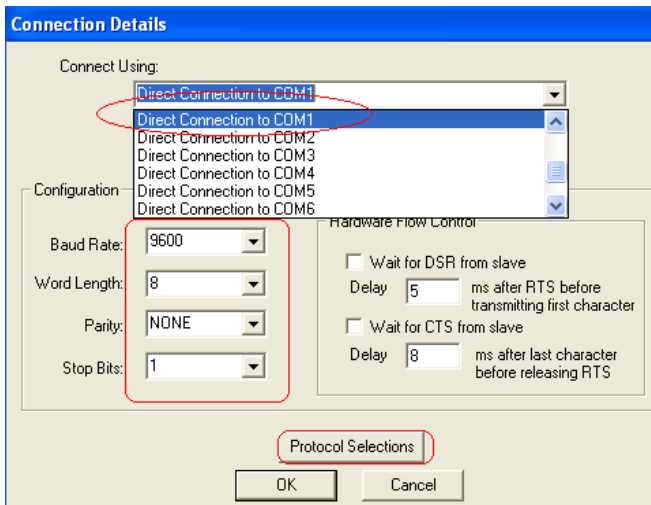 Connection Details
Connect Using:
Direct Connection to COM1
Direct Connection to COM1
Direct Connection to COM2
Direct Connection to COM3
Direct Connection to COM4
Direct Connection to COM5
Direct Connection to COM6
Configuration
Baud Rate: 9600
Word Length: 8
Parity: NONE
Stop Bits: 1
Hardware Flow Control
Wait for DSR from slave
Delay 5 ms after RTS before
transmitting first character
Wait for CTS from slave
Delay 8 ms after last character
before releasing RTS
Protocol Selections
OK Cancel